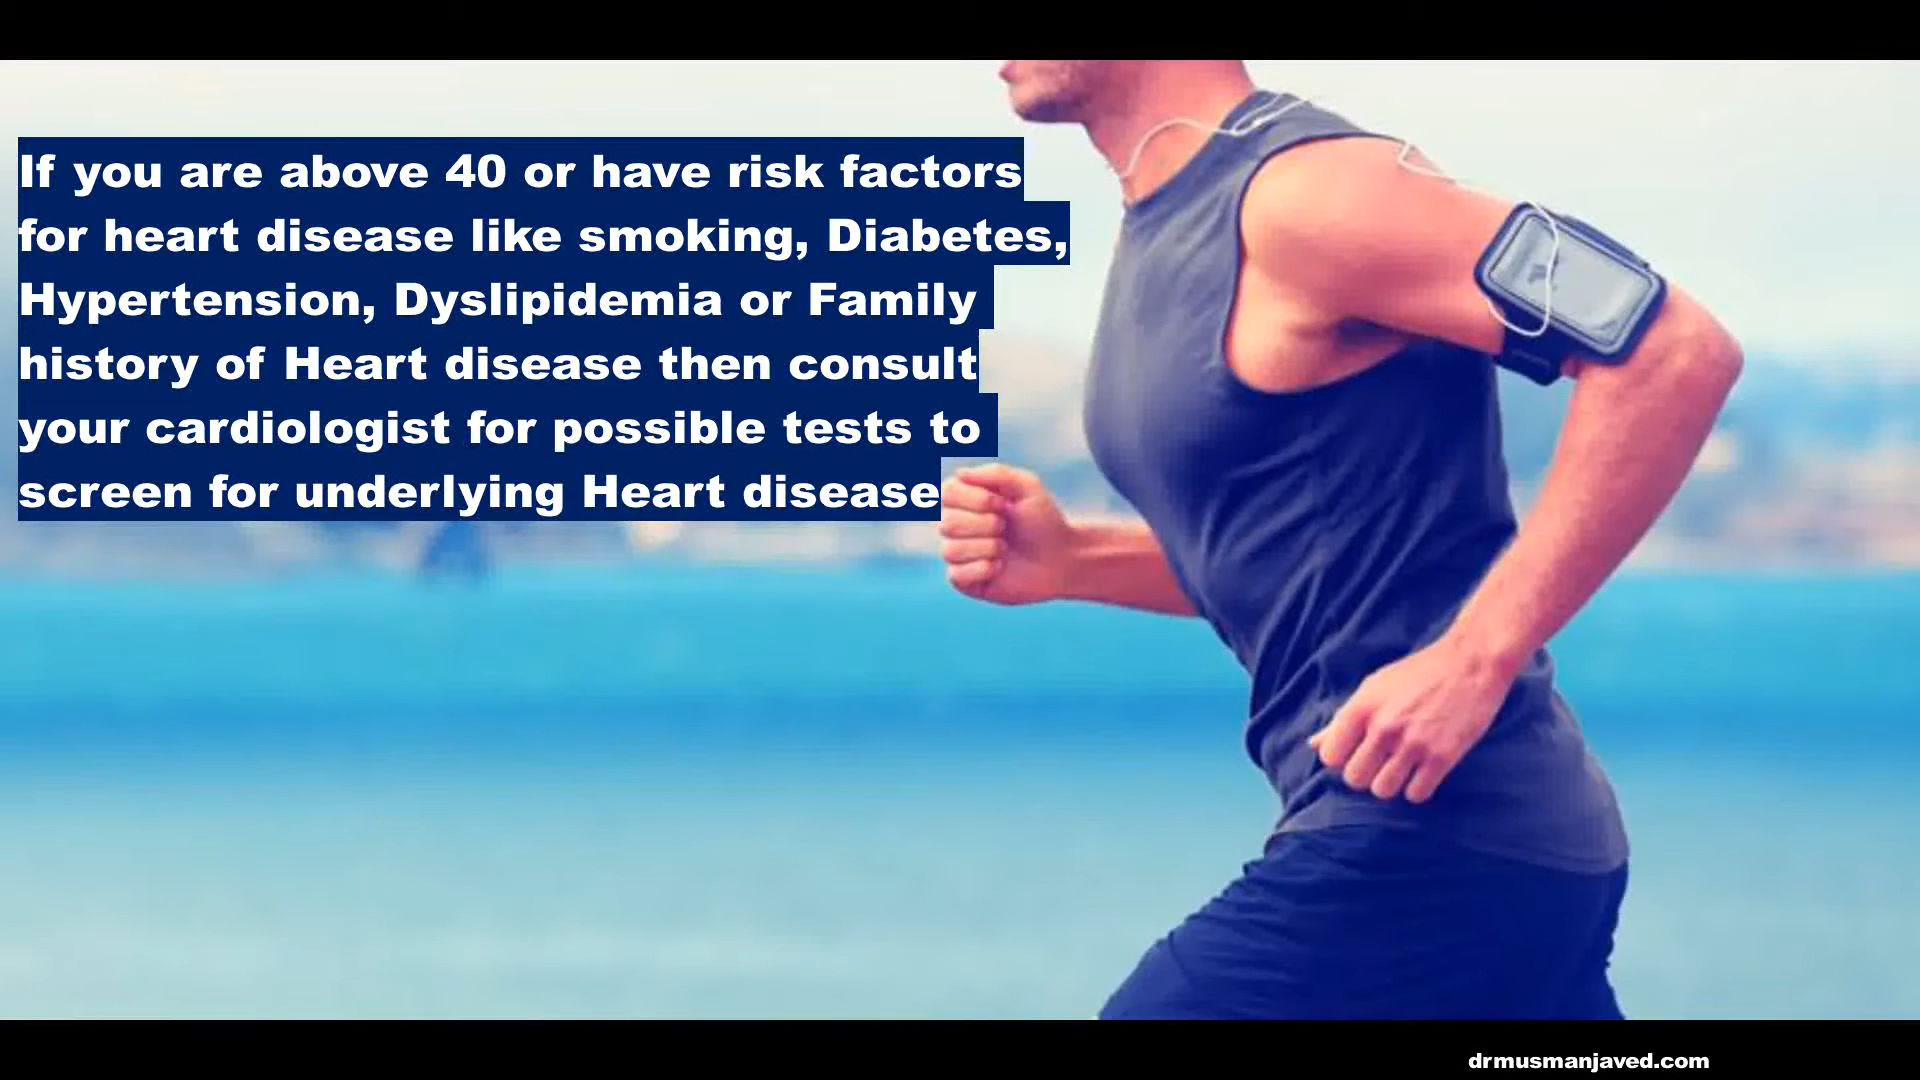 If you are above 40 or have risk factors
for heart disease like smoking, Diabetes,
Hypertension, Dyslipidemia or Family
history of Heart disease then consult
your cardiologist for possible tests to
screen for underlying Heart disease
drmusmanjaved.com